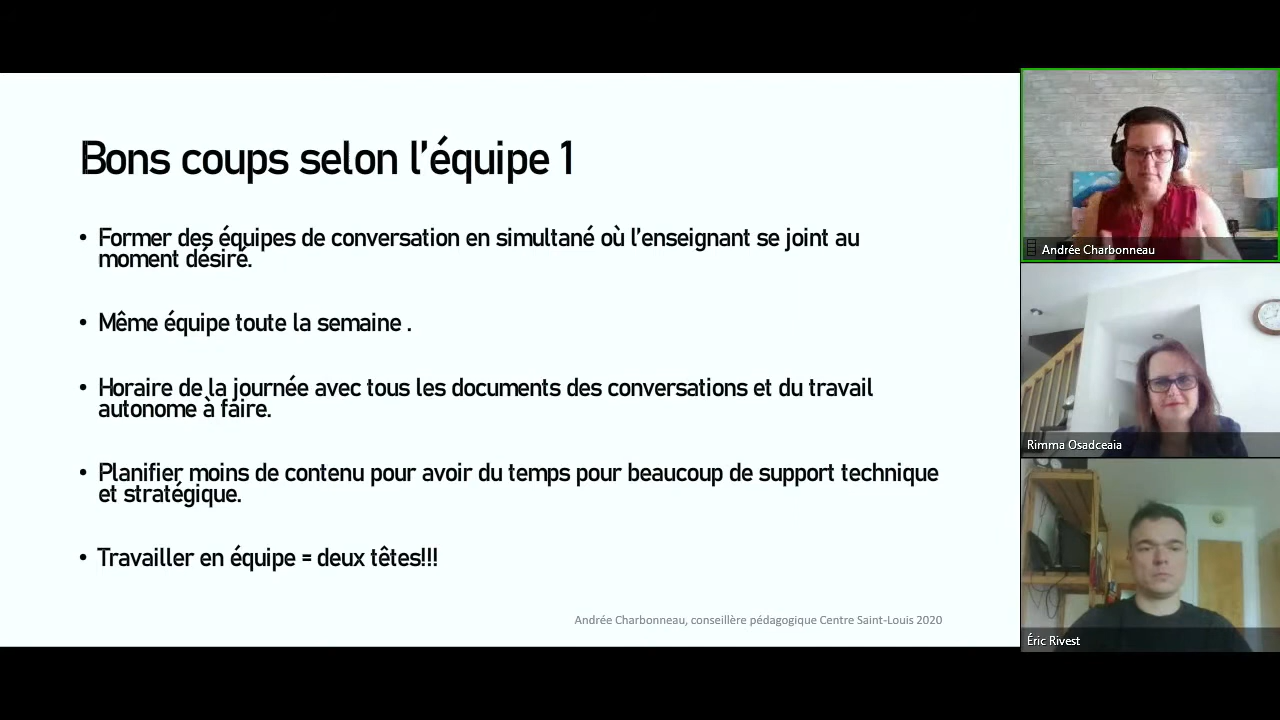 Bons coups selon l’équipe 1
• Former des équipes de conversation en simultané où l’enseignant se joint au
moment désiré.
• Même équipe toute la semaine .
• Horaire de la journée avec tous les documents des conversations et du travail
autonome à faire.
• Planifier moins de contenu pour avoir du temps pour beaucoup de support technique
et stratégique.
• Travailler en équipe = deux têtes!!!
Andrée Charbonneau, conseillère pédagogique Centre Saint-Louis 2020
Andrée Charbonneau
Rimma Osadceaia
Éric Rivest